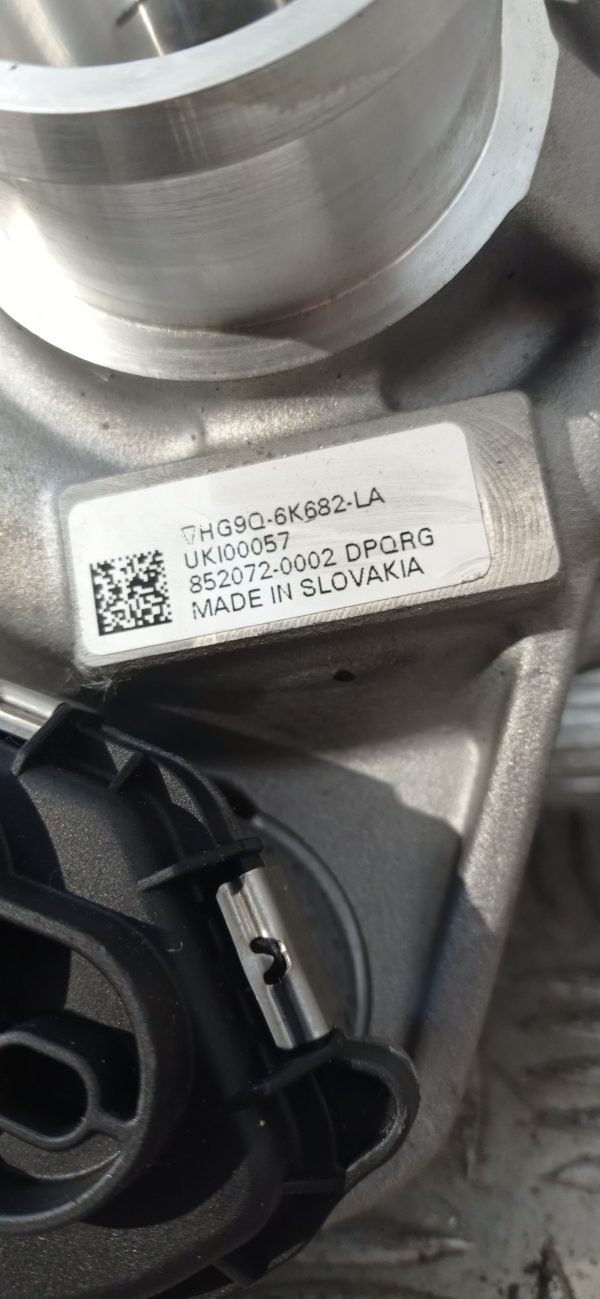 ▽HG9Q-6K682-LA
UKI00057
852072-0002 DPQRG
MADE IN SLOVAKIA